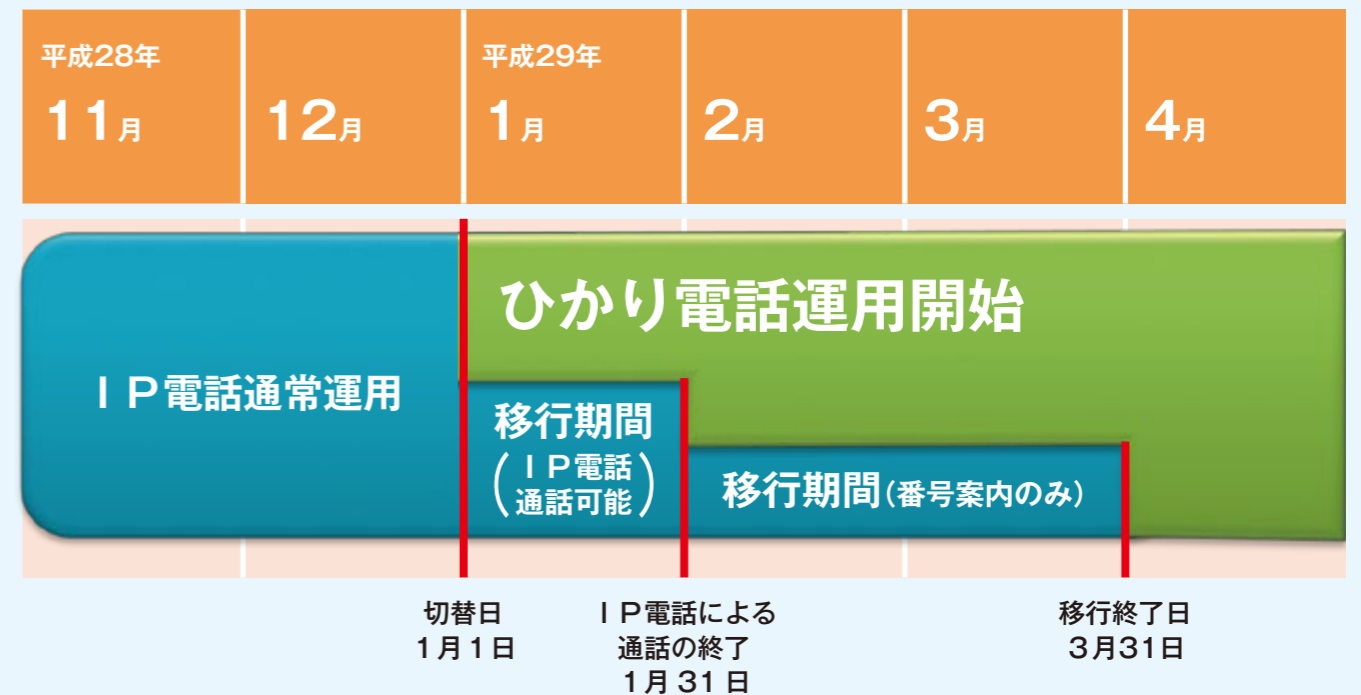 平成28年
11月
12月
平成29年
1月
2月
3月
4月
ひかり電話運用開始
ＩＰ電話通常運用
移行期間
（ＩＰ電話
通話可能）
移行期間（番号案内のみ）
切替日
１月１日
ＩＰ電話による
通話の終了
１月31日
移行終了日
３月31日